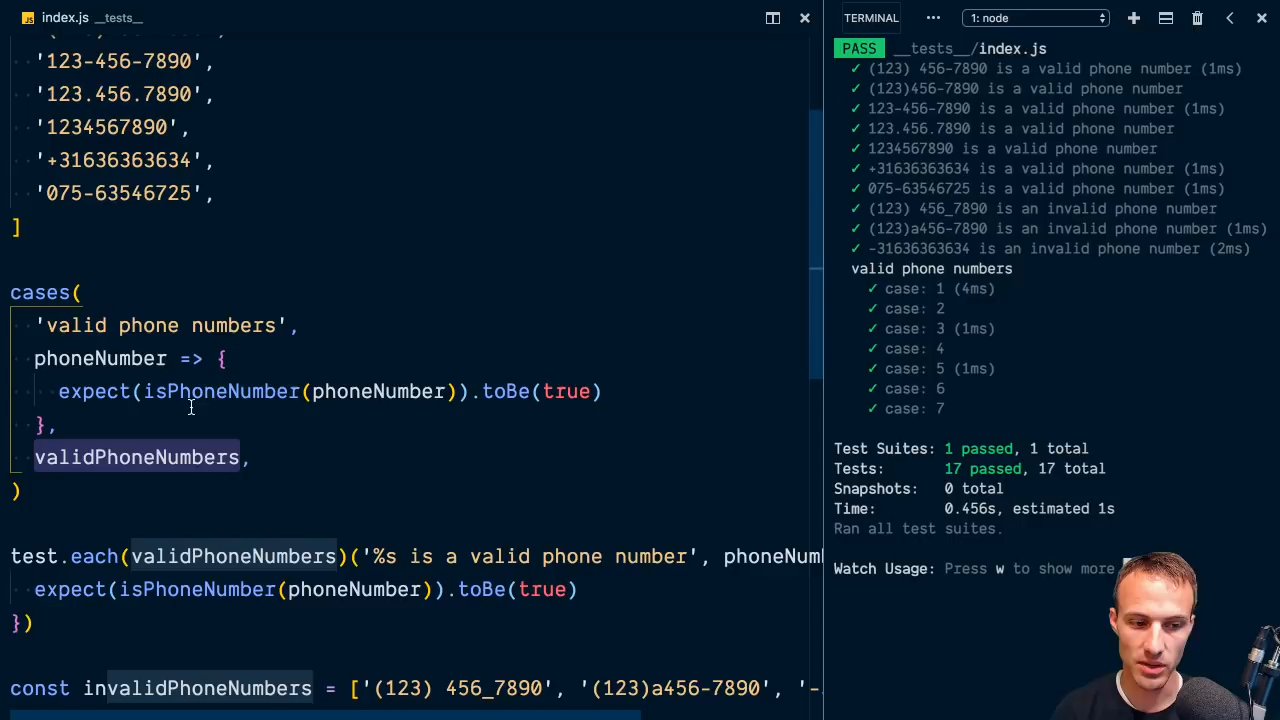 JS index.js __tests__
'123-456-7890',
'123.456.7890',
'1234567890',
'+31636363634',
'075-63546725',
]
cases(
'valid phone numbers',
phoneNumber => {
expect(isPhoneNumber(phoneNumber)).toBe(true)
},
validPhoneNumbers,
)
test.each(validPhoneNumbers)('%s is a valid phone number', phoneNum
expect(isPhoneNumber(phoneNumber)).toBe(true)
})
const invalidPhoneNumbers = ['(123) 456_7890', '(123)a456-7890', '-
TERMINAL ··· 1: node
PASS __tests__/index.js
✓ (123) 456-7890 is a valid phone number (1ms)
✓ (123)456-7890 is a valid phone number
✓ 123-456-7890 is a valid phone number (1ms)
✓ 123.456.7890 is a valid phone number
✓ 1234567890 is a valid phone number
✓ +31636363634 is a valid phone number (1ms)
✓ 075-63546725 is a valid phone number (1ms)
✓ (123) 456_7890 is an invalid phone number
✓ (123)a456-7890 is an invalid phone number (1ms)
✓ -31636363634 is an invalid phone number (2ms)
valid phone numbers
✓ case: 1 (4ms)
✓ case: 2
✓ case: 3 (1ms)
✓ case: 4
✓ case: 5 (1ms)
✓ case: 6
✓ case: 7
Test Suites: 1 passed, 1 total
Tests: 17 passed, 17 total
Snapshots: 0 total
Time: 0.456s, estimated 1s
Ran all test suites.
Watch Usage: Press w to show more.